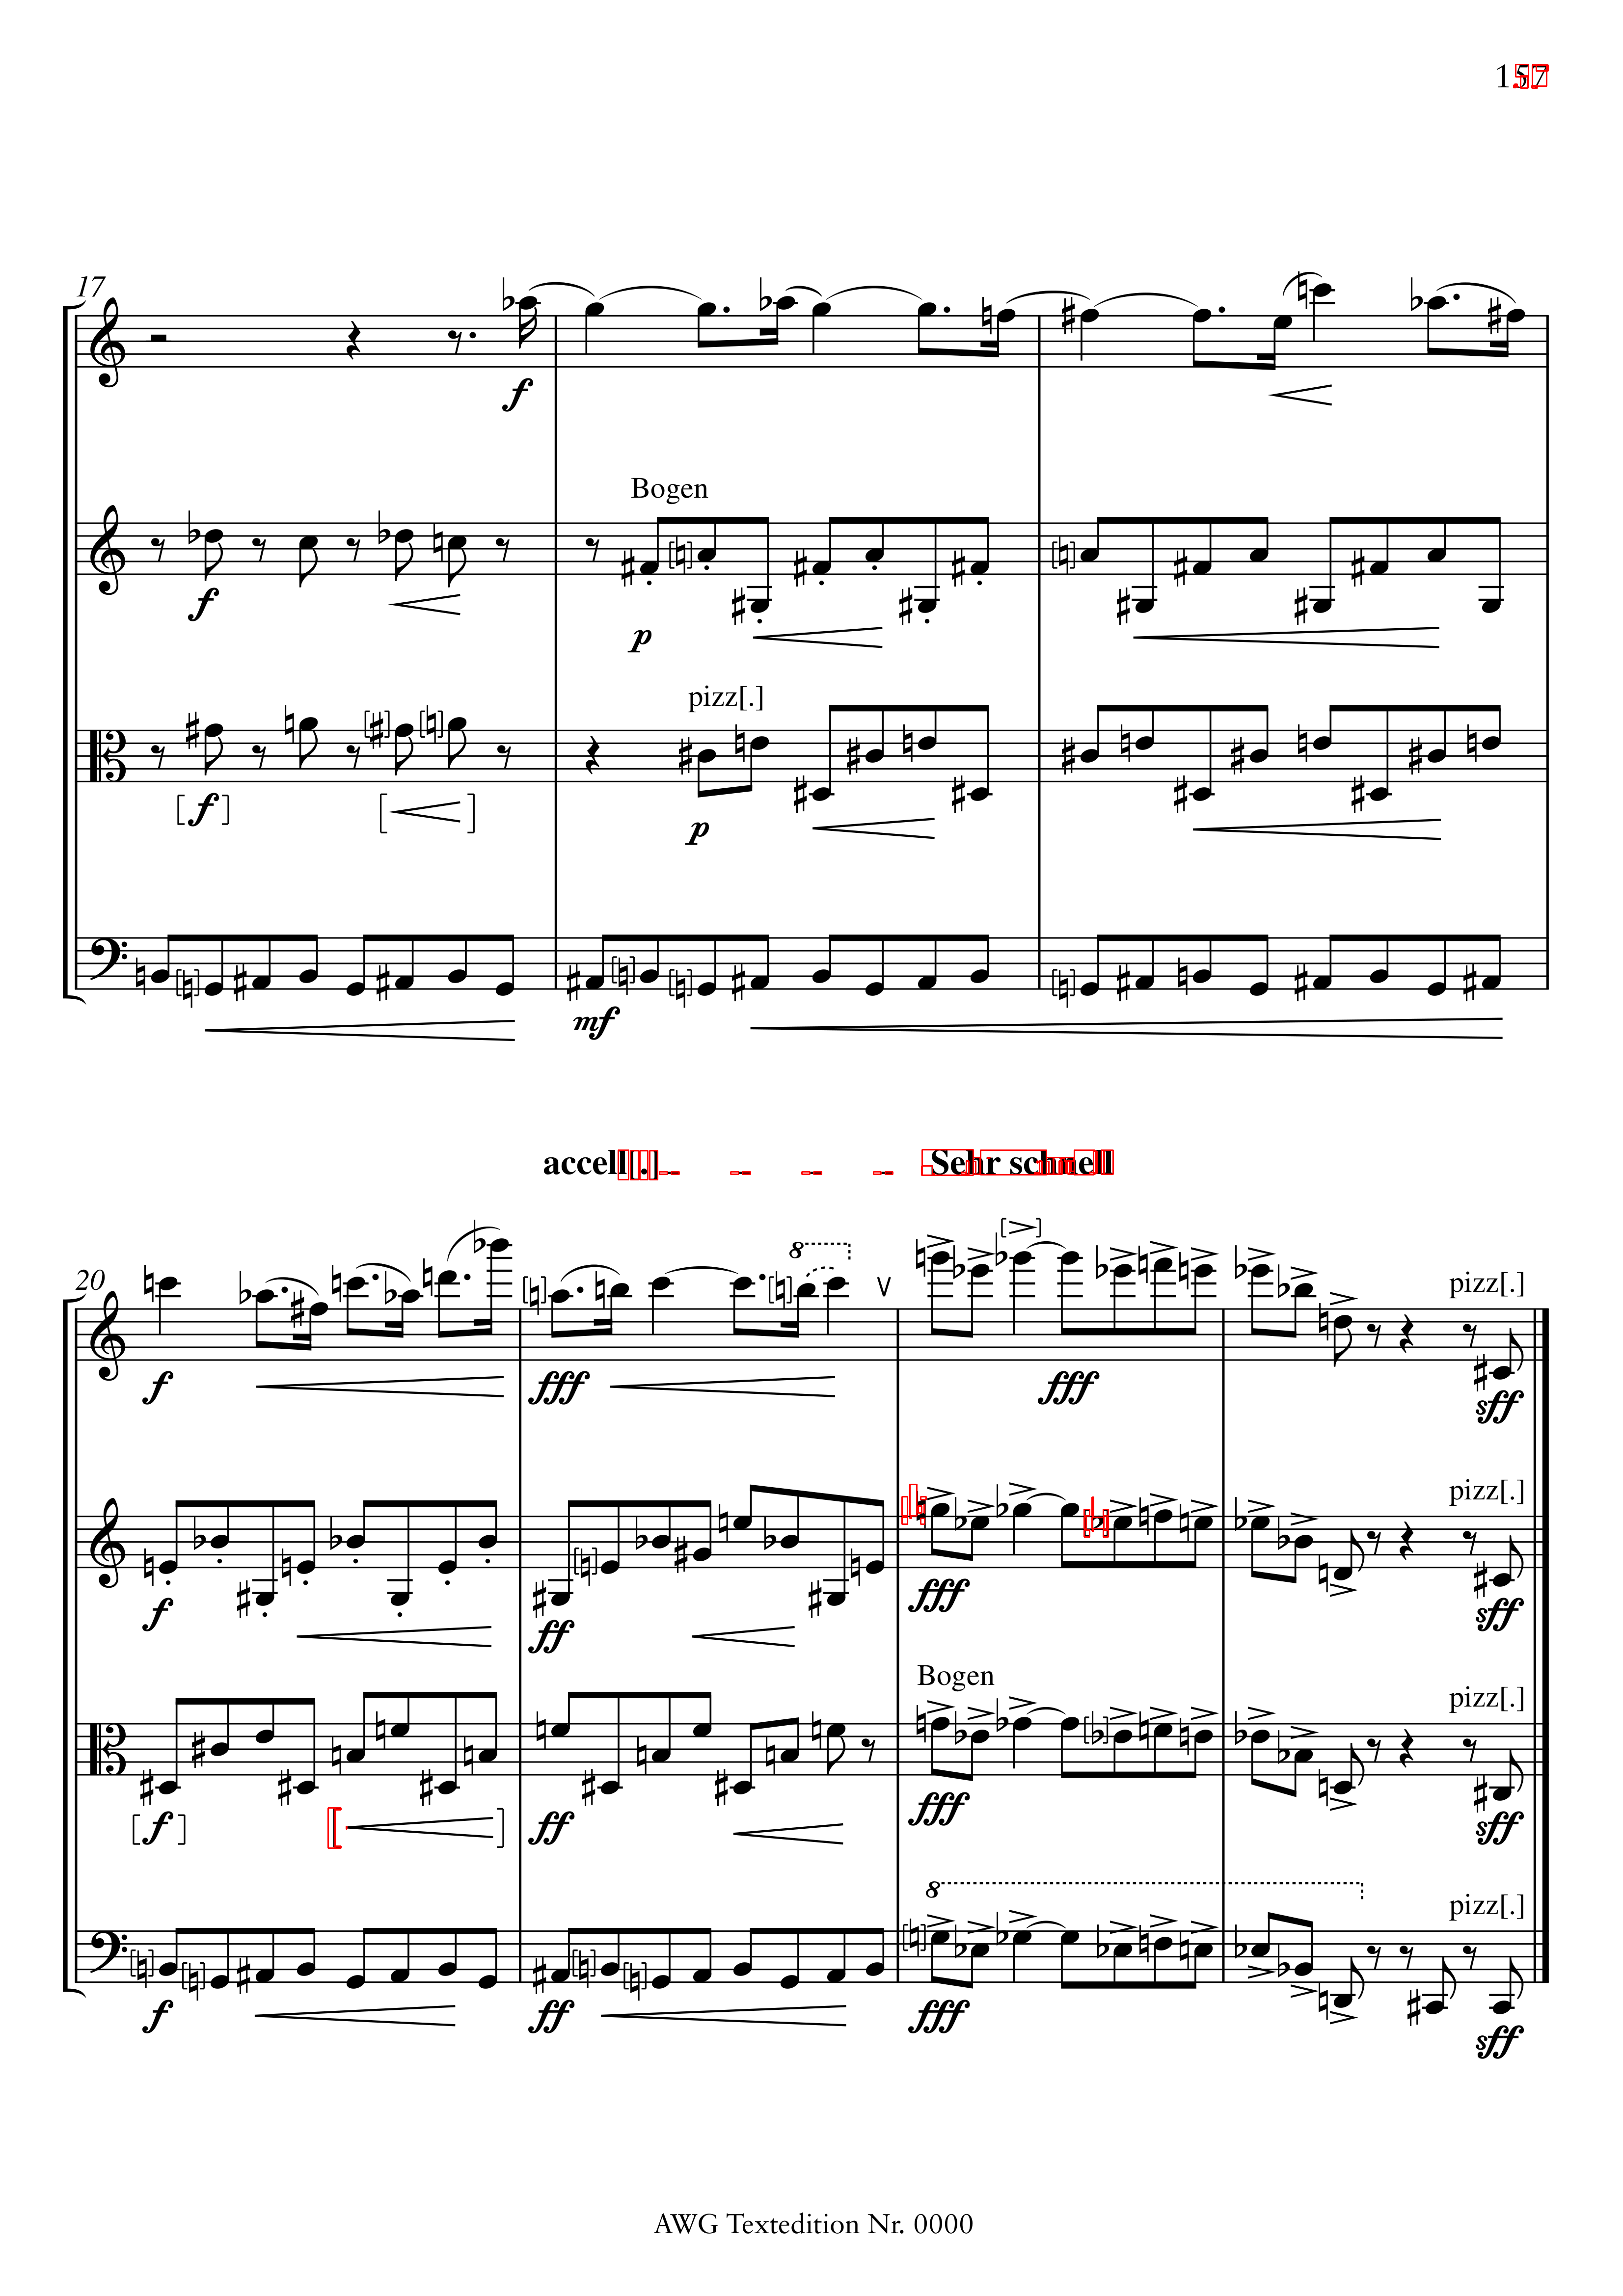 157
17
f
Bogen
f
p
pizz[.]
[f]
p
mf
accell[.]
Sehr schnell
20
8
pizz[.]
f
fff
fff
sff
pizz[.]
f
ff
fff
sff
Bogen
pizz[.]
[f]
ff
fff
sff
8
pizz[.]
f
ff
fff
sff
AWG Textedition Nr. 0000